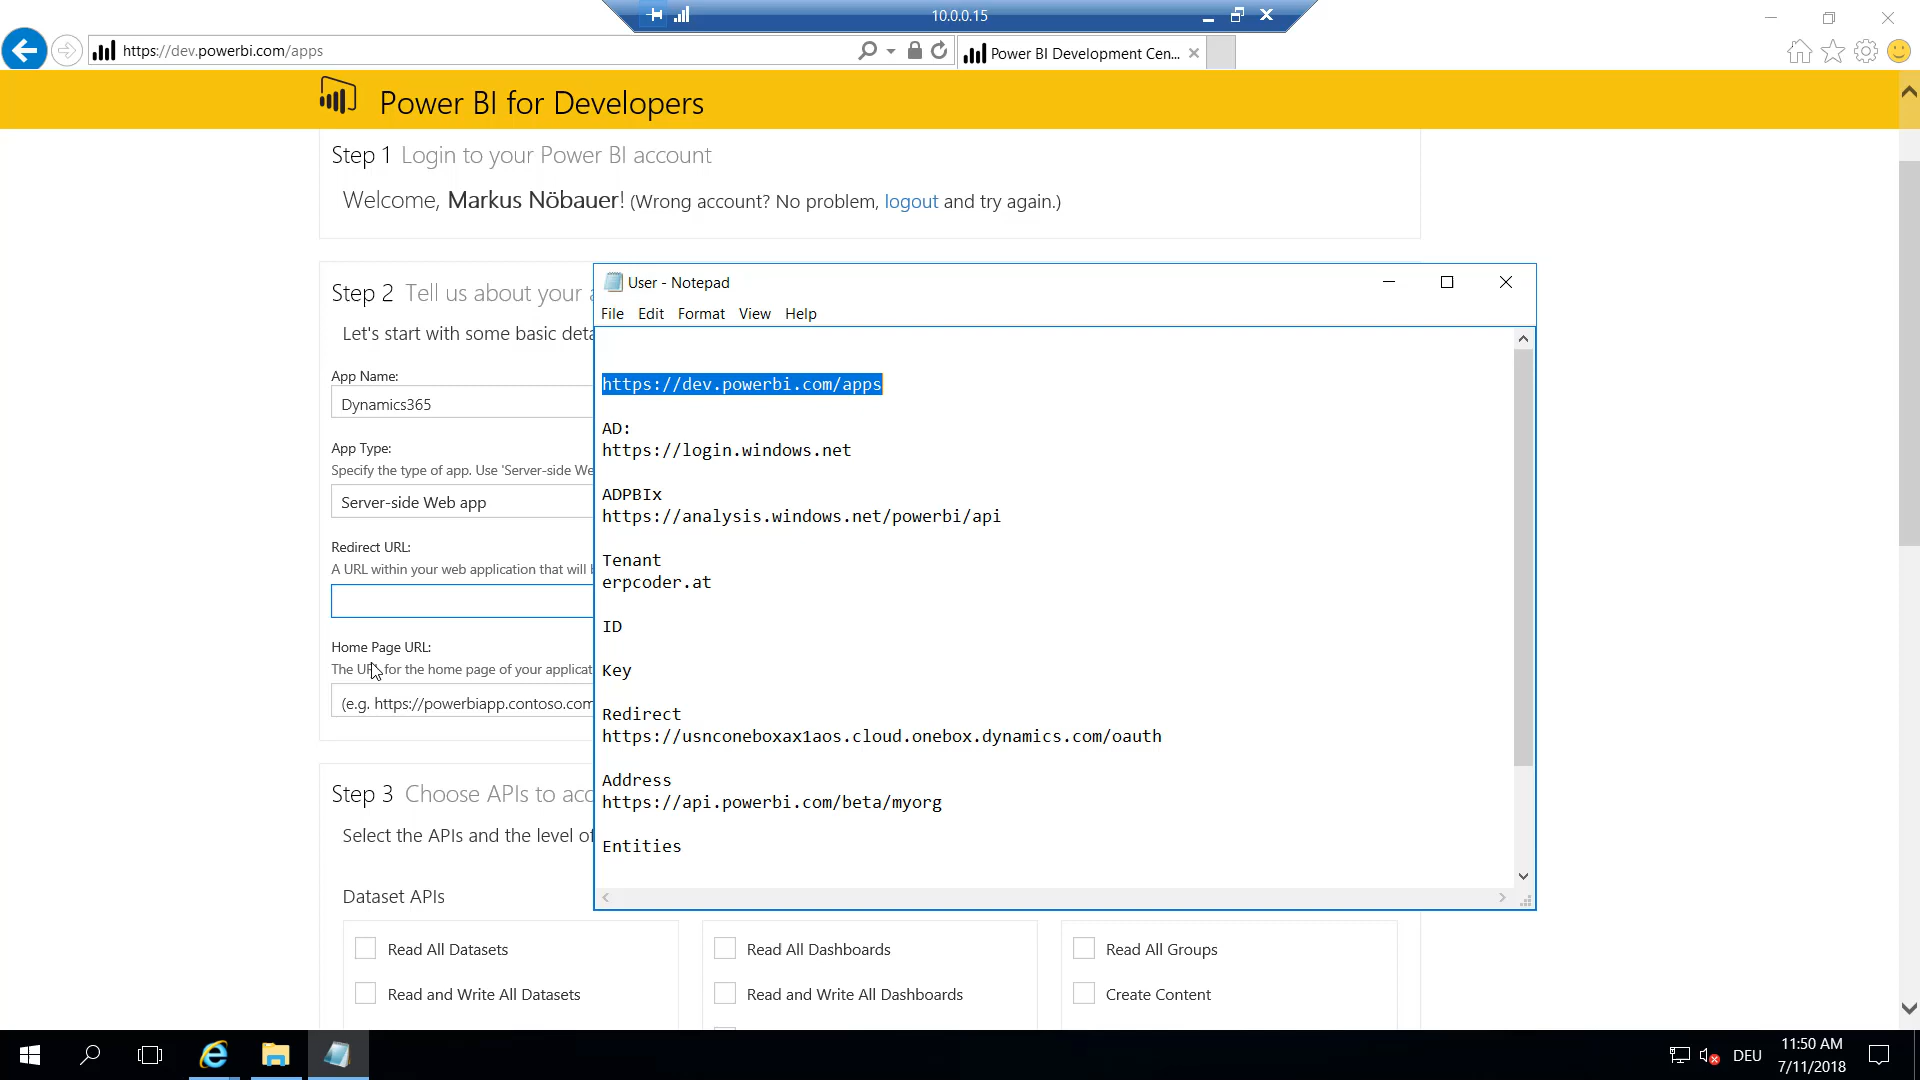 10.0.0.15
https://dev.powerbi.com/apps
Power BI Development Cen...
Power BI for Developers
Step 1 Login to your Power BI account
Welcome, Markus Nöbauer! (Wrong account? No problem, logout and try again.)
Step 2 Tell us about your a
Let's start with some basic deta
App Name:
Dynamics365
App Type:
Specify the type of app. Use 'Server-side We
Server-side Web app
Redirect URL:
A URL within your web application that will b
Home Page URL:
The URL for the home page of your applicat
(e.g. https://powerbiapp.contoso.com
Step 3 Choose APIs to acc
Select the APIs and the level of
Dataset APIs
Read All Datasets
Read All Dashboards
Read All Groups
Read and Write All Datasets
Read and Write All Dashboards
Create Content
User - Notepad
File Edit Format View Help
https://dev.powerbi.com/apps
AD:
https://login.windows.net
ADPBIx
https://analysis.windows.net/powerbi/api
Tenant
erpcoder.at
ID
Key
Redirect
https://usnconeboxax1aos.cloud.onebox.dynamics.com/oauth
Address
https://api.powerbi.com/beta/myorg
Entities
DEU
11:50 AM
7/11/2018